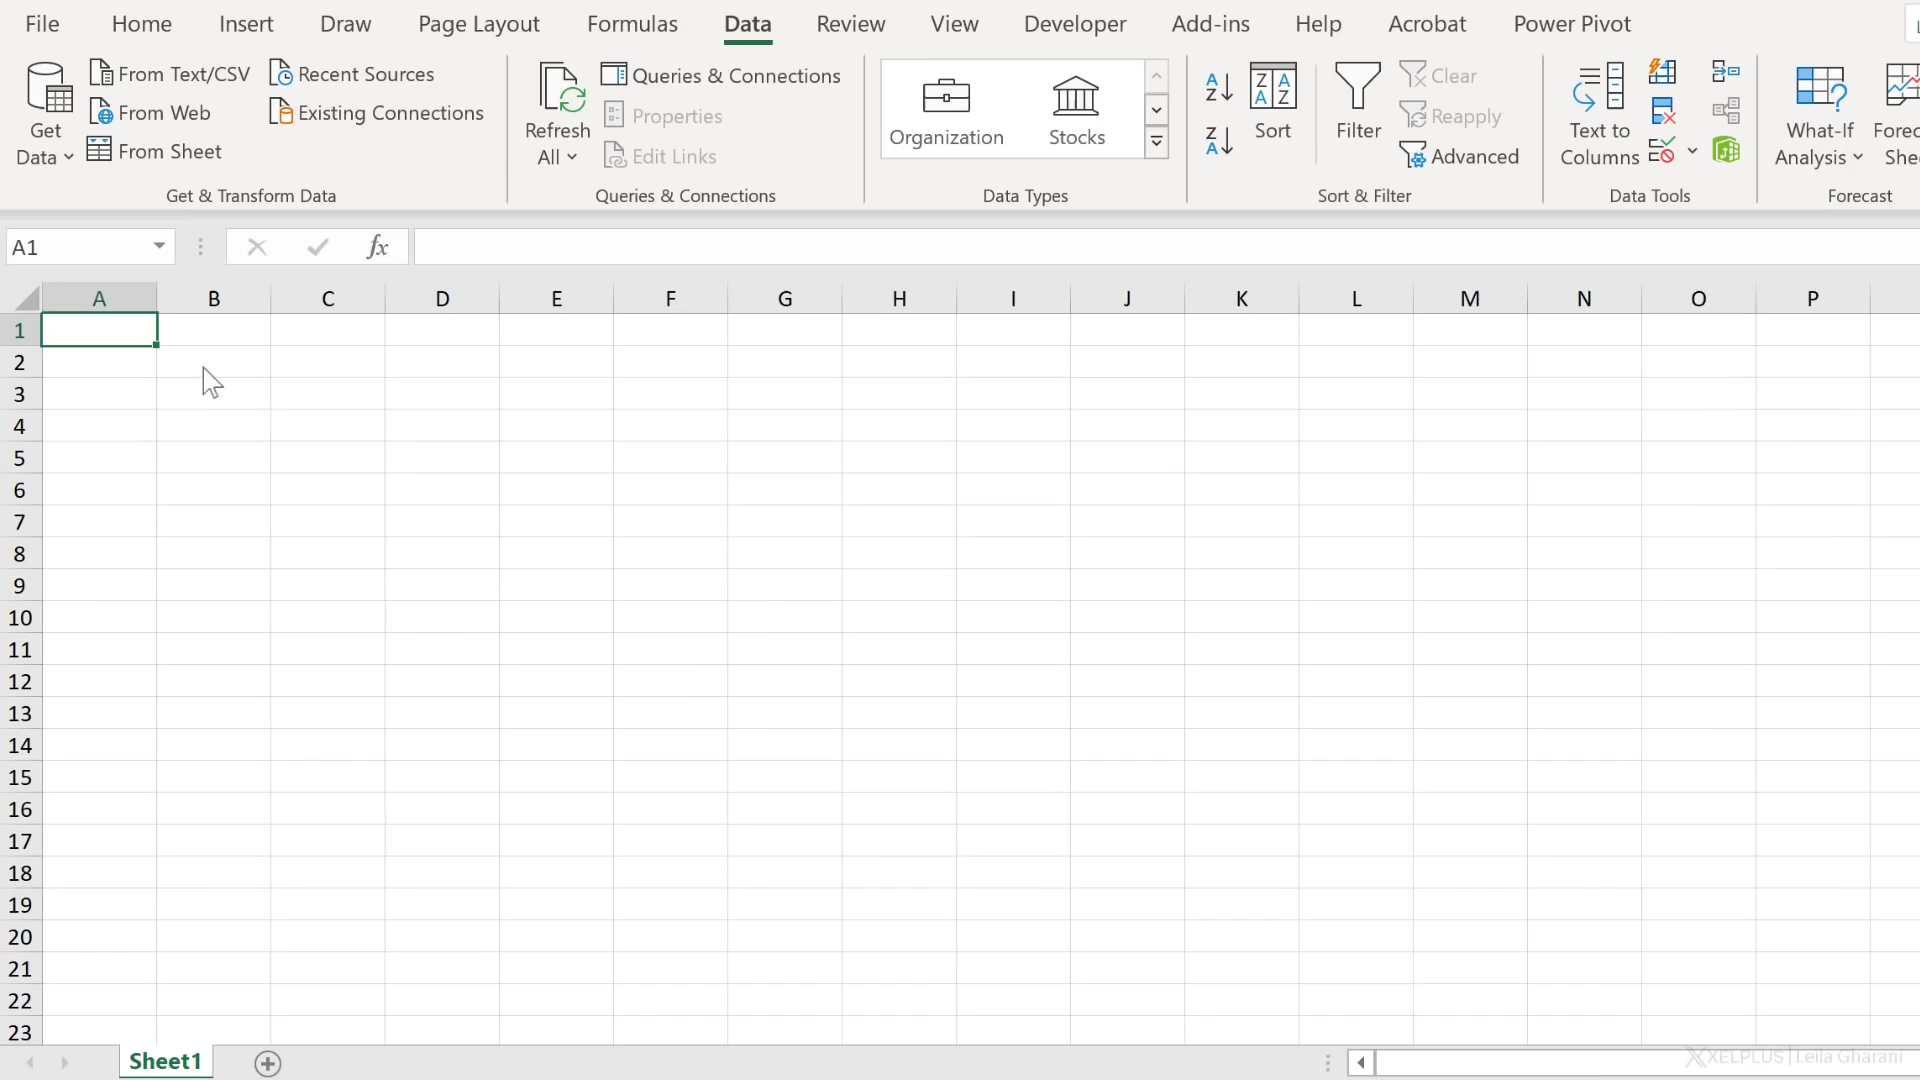 File Home Insert Draw Page Layout Formulas Data Review View Developer Add-ins Help Acrobat Power Pivot
Get Data
From Text/CSV
From Web
From Sheet
Recent Sources
Existing Connections
Get & Transform Data
Refresh All
Queries & Connections
Properties
Edit Links
Queries & Connections
Organization
Stocks
Data Types
Sort
Filter
Clear
Reapply
Advanced
Sort & Filter
Text to Columns
Data Tools
What-If Analysis
Forecast
A1
fx
A B C D E F G H I J K L M N O P
1
2
3
4
5
6
7
8
9
10
11
12
13
14
15
16
17
18
19
20
21
22
23
Sheet1
XELPLUS | Leila Gharani